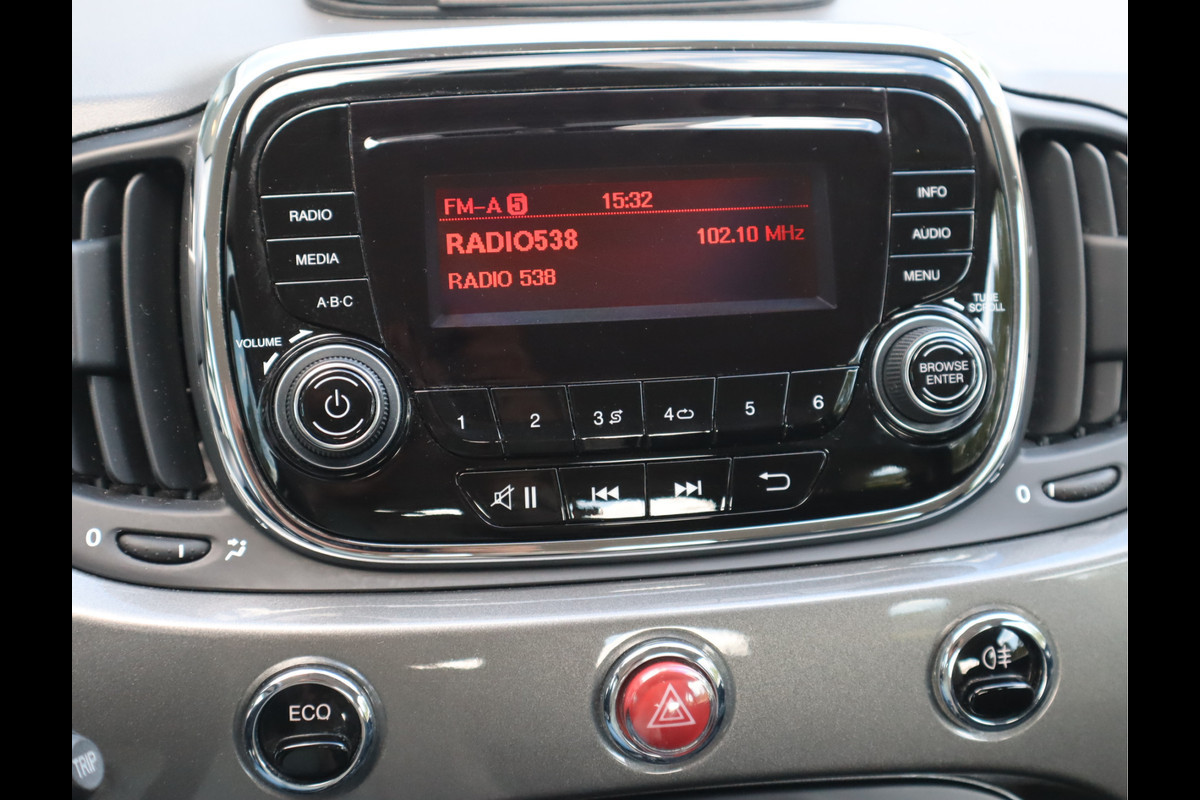 FM-A 5 15:32
RADIO538 102.10 MHz
RADIO 538
RADIO
MEDIA
A·B·C
INFO
AUDIO
MENU
VOLUME
TUNE
SCROLL
BROWSE
ENTER
1 2 3 4 5 6
0
0
ECO
TRIP